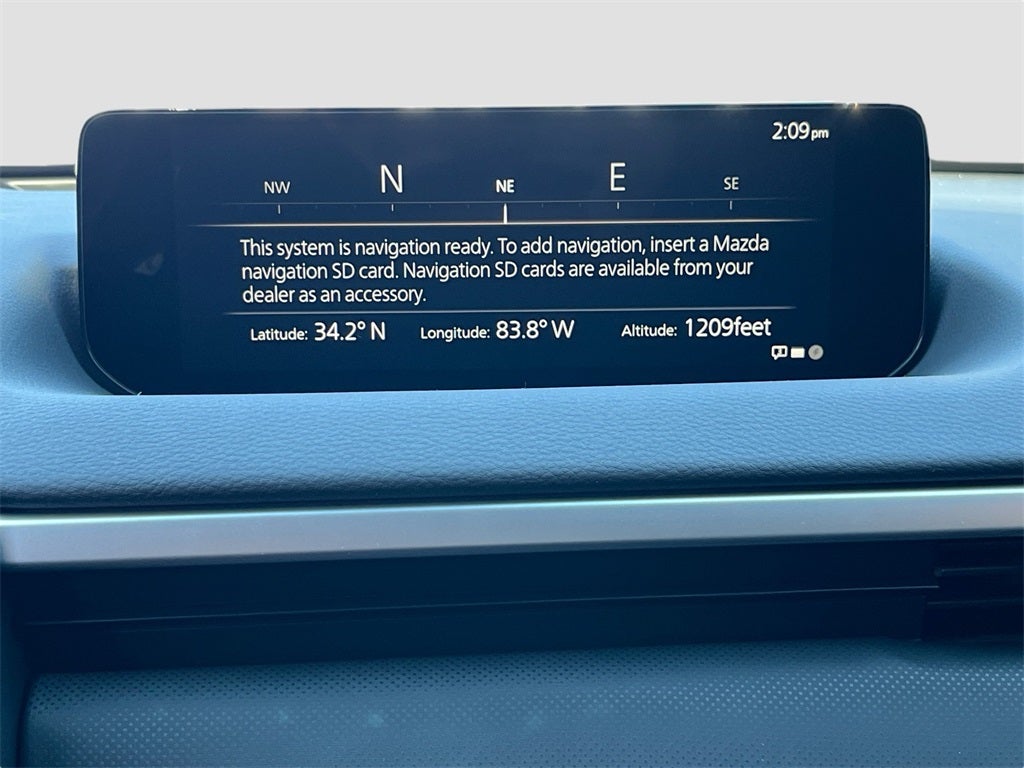 2:09pm
NW N NE E SE
This system is navigation ready. To add navigation, insert a Mazda
navigation SD card. Navigation SD cards are available from your
dealer as an accessory.
Latitude: 34.2° N Longitude: 83.8° W Altitude: 1209feet